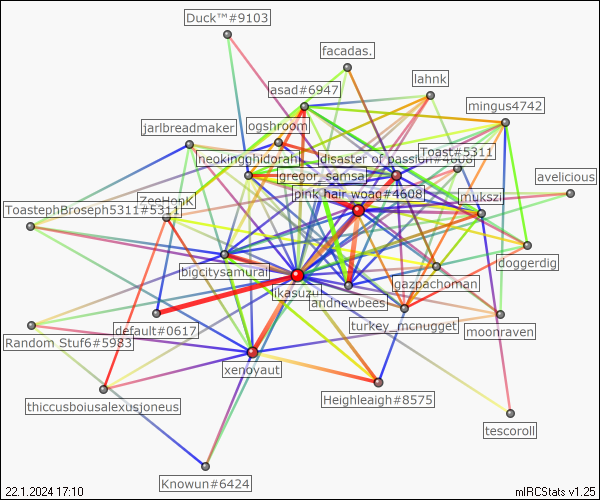 Duck™#9103
facadas.
lahnk
asad#6947
mingus4742
ogshroom
jarlbreadmaker
Toast#5311
neokingghidorah
disaster of passion#4608
gregor_samsa
avelicious
pink hair woag#4608
mukszi
ZeeHonK
ToastephBroseph5311#5311
doggerdig
bigcitysamurai
gazpachoman
ikasuzu
andnewbees
default#0617
turkey_mcnugget
moonraven
Random Stuf6#5983
xenoyaut
Heighleaigh#8575
thiccusboiusalexusjoneus
tescoroll
Knowun#6424
22.1.2024 17:10
mIRCStats v1.25